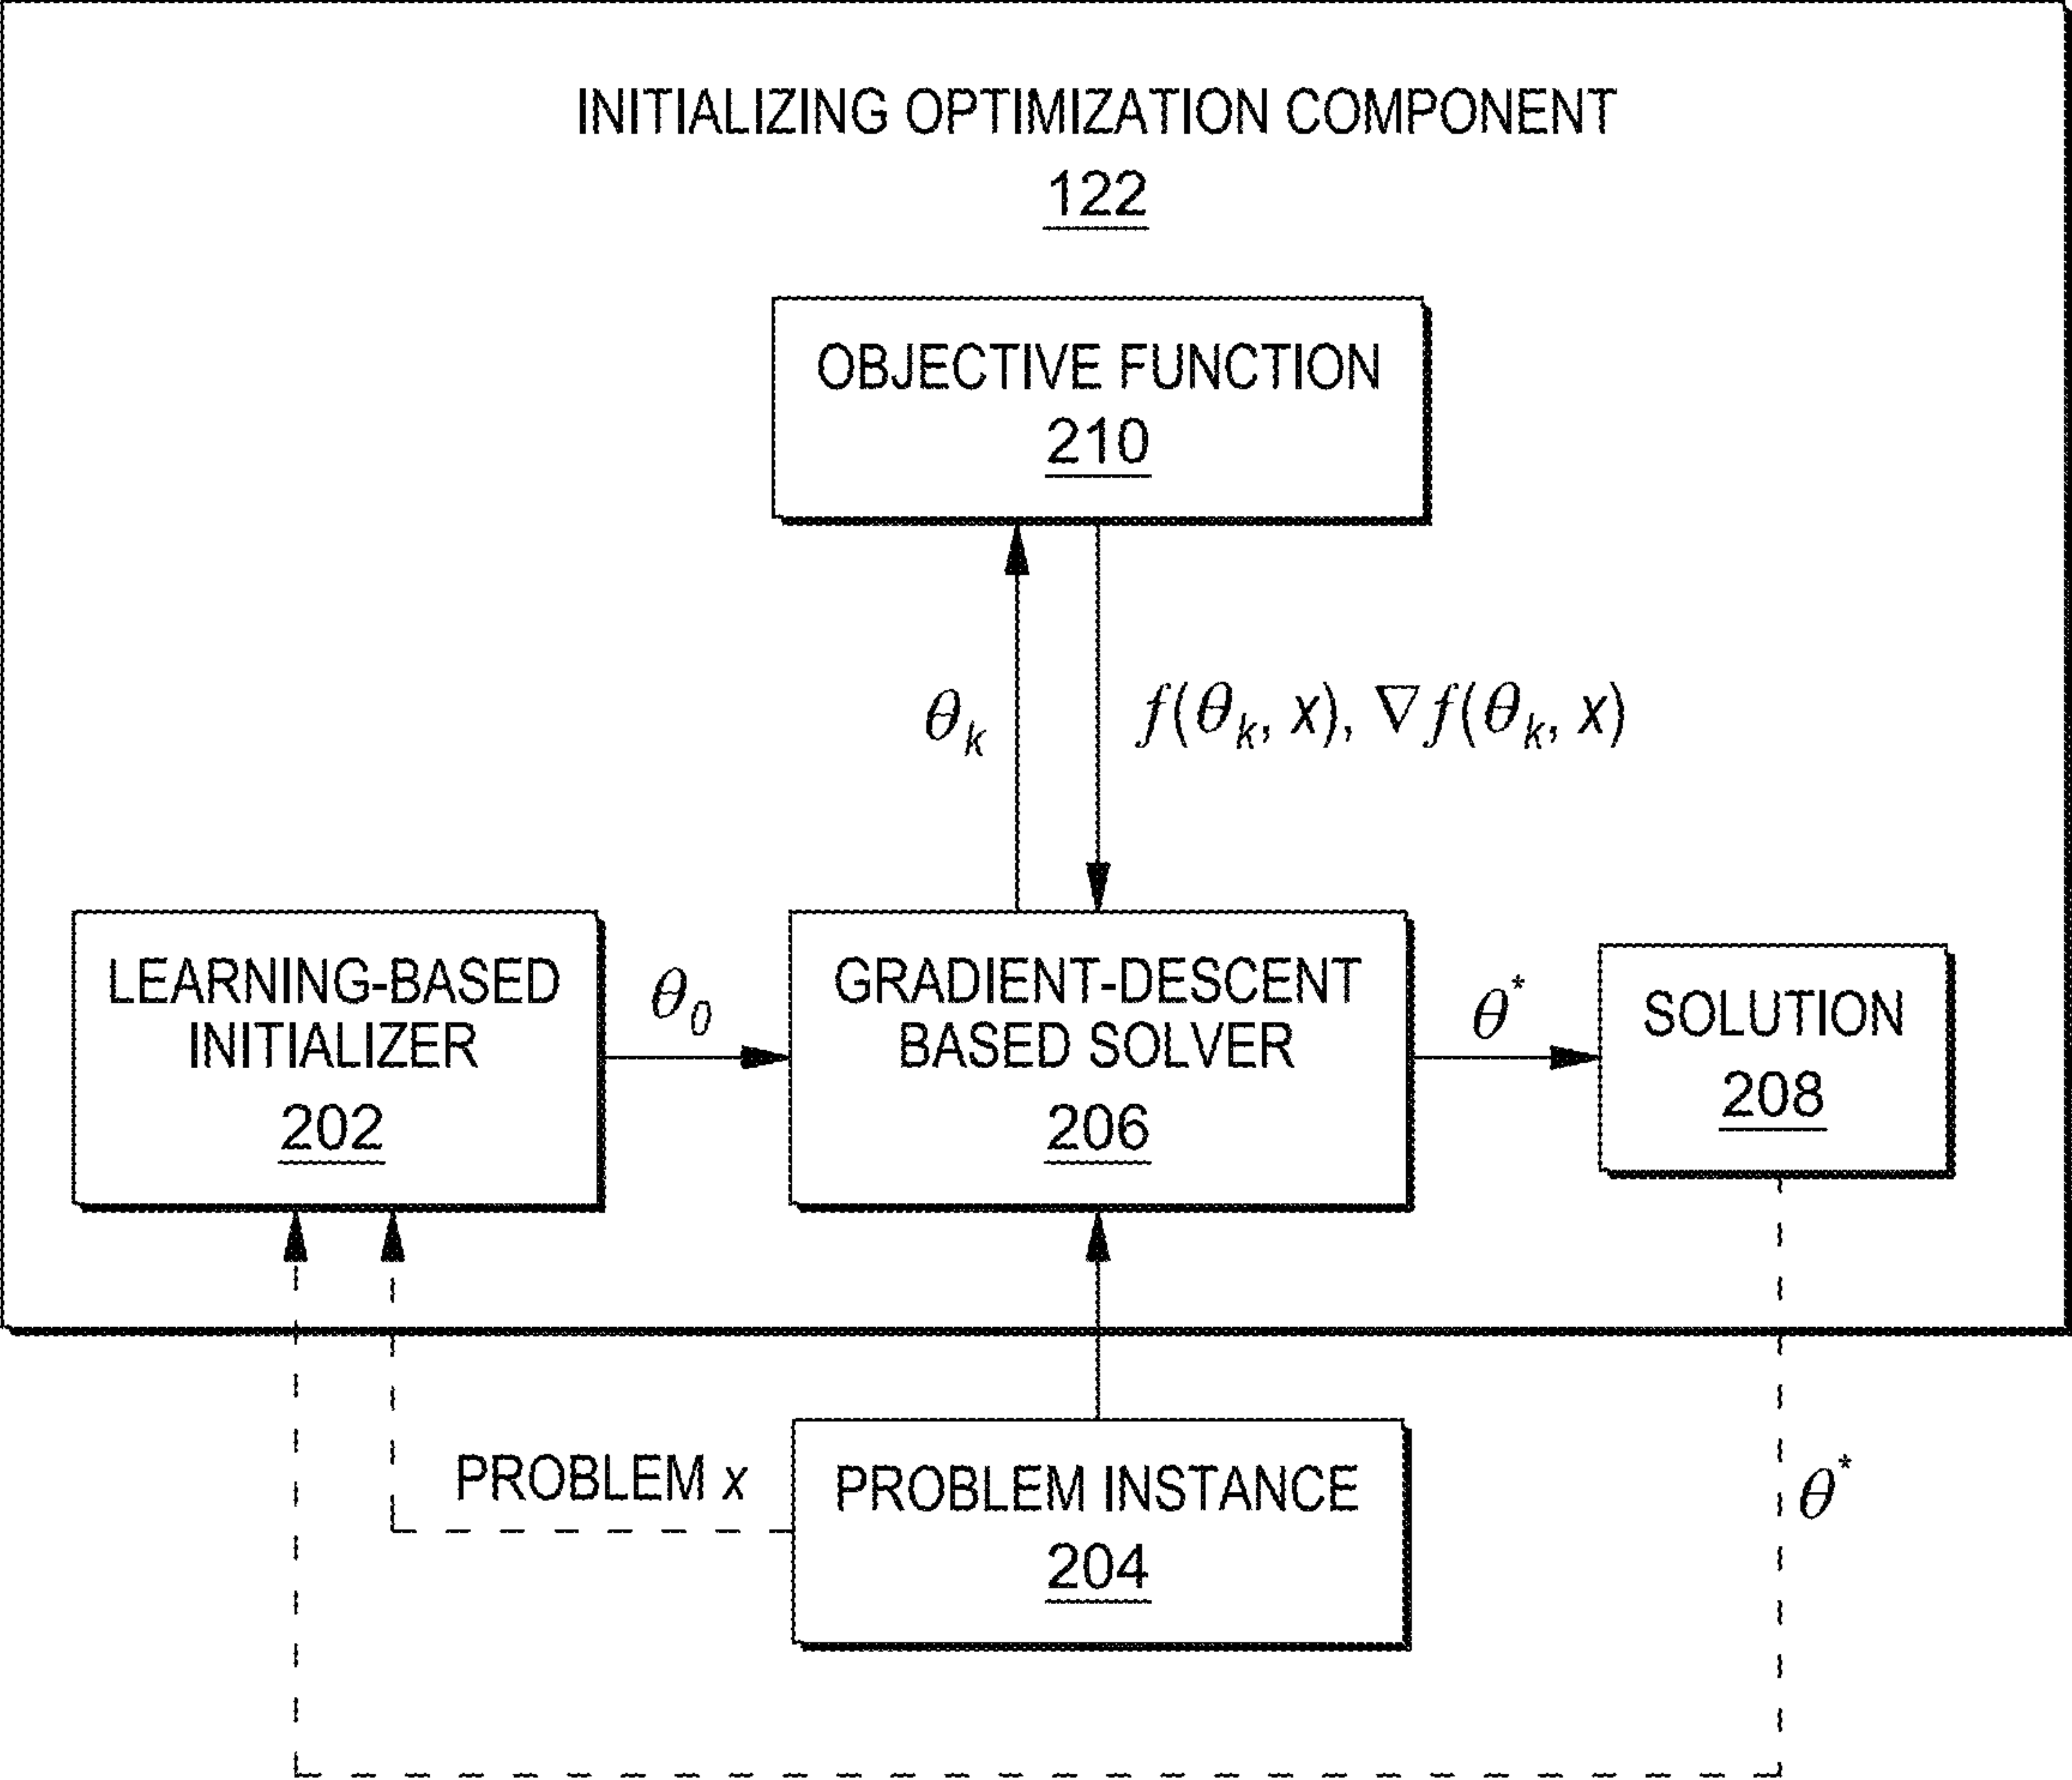 INITIALIZING OPTIMIZATION COMPONENT
122
OBJECTIVE FUNCTION
210
θk
f(θk, x), ∇f(θk, x)
LEARNING-BASED
INITIALIZER
202
θ0
GRADIENT-DESCENT
BASED SOLVER
206
θ*
SOLUTION
208
PROBLEM x
PROBLEM INSTANCE
204
θ*